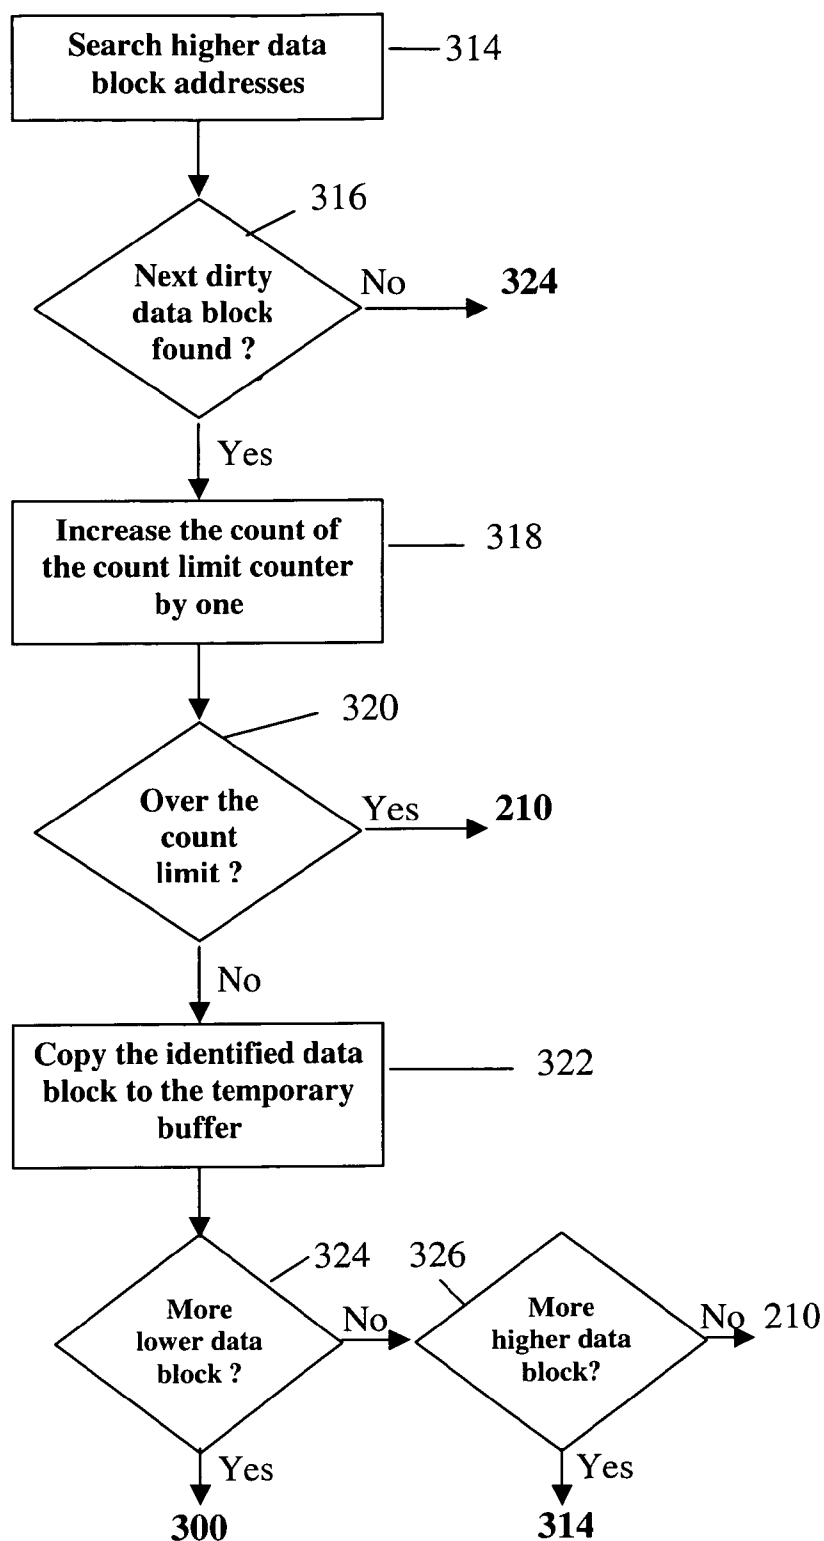 Search higher data
block addresses
314
316
Next dirty
data block
found ?
No
324
Yes
Increase the count of
the count limit counter
by one
318
320
Over the
count
limit ?
Yes
210
No
Copy the identified data
block to the temporary
buffer
322
324
326
More
lower data
block ?
No
More
higher data
block?
No
210
Yes
Yes
300
314